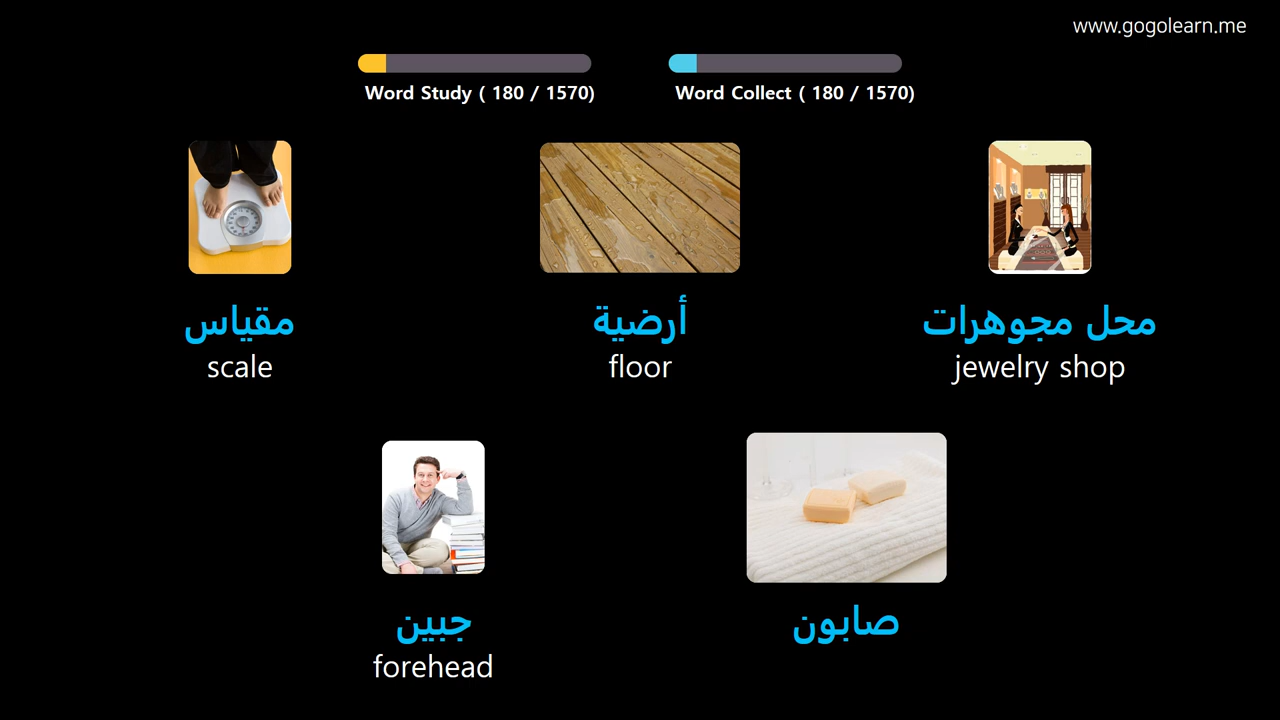 www.gogolearn.me
Word Study ( 180 / 1570)
Word Collect ( 180 / 1570)
مقياس
scale
أرضية
floor
محل مجوهرات
jewelry shop
جبين
forehead
صابون